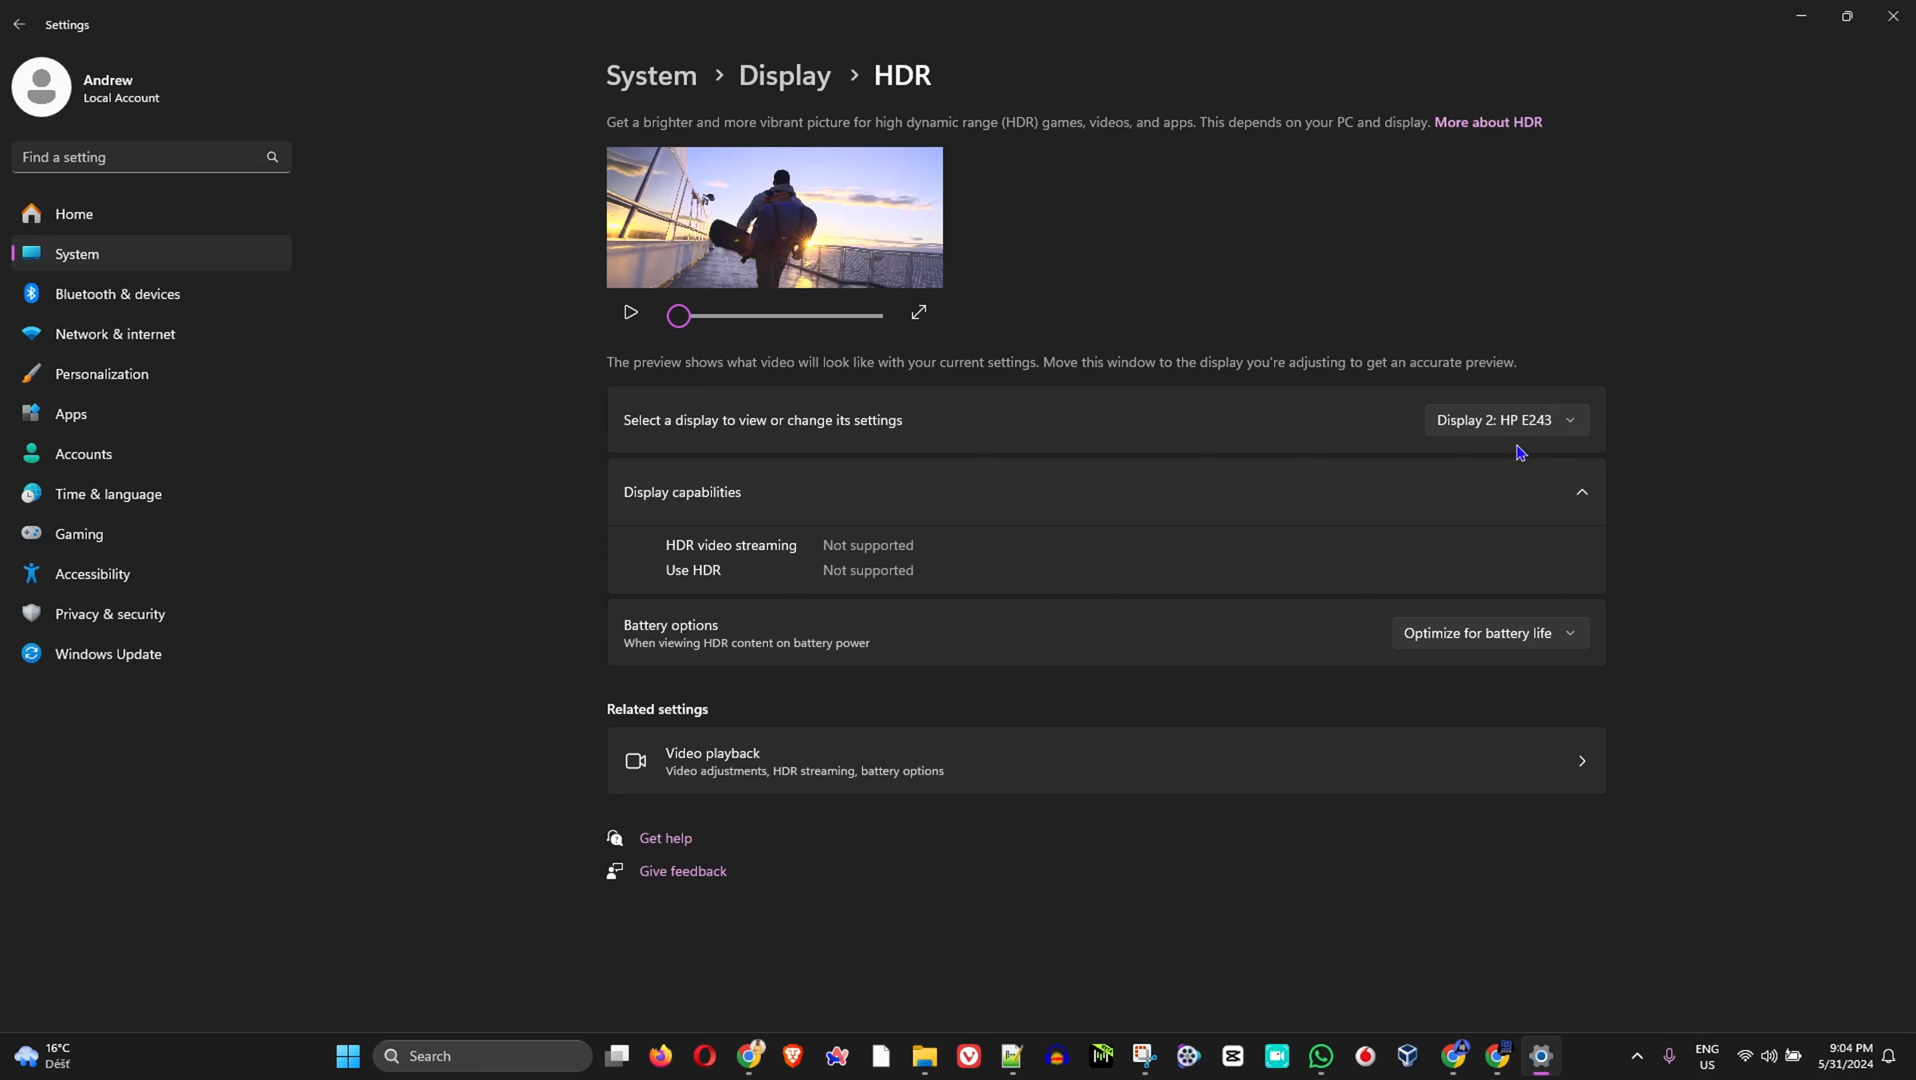 Settings
Andrew
Local Account
Find a setting
Home
System
Bluetooth & devices
Network & internet
Personalization
Apps
Accounts
Time & language
Gaming
Accessibility
Privacy & security
Windows Update
System > Display > HDR
Get a brighter and more vibrant picture for high dynamic range (HDR) games, videos, and apps. This depends on your PC and display. More about HDR
The preview shows what video will look like with your current settings. Move this window to the display you're adjusting to get an accurate preview.
Select a display to view or change its settings
Display 2: HP E243
Display capabilities
HDR video streaming Not supported
Use HDR Not supported
Battery options
When viewing HDR content on battery power
Optimize for battery life
Related settings
Video playback
Video adjustments, HDR streaming, battery options
Get help
Give feedback
16°C
Déšť
Search
ENG
US
9:04 PM
5/31/2024